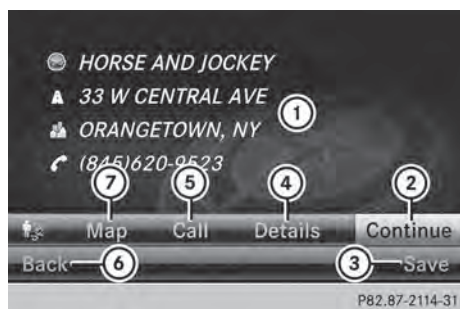 HORSE AND JOCKEY
A 33 W CENTRAL AVE
1
ORANGETOWN, NY
(845)620-9523
7 5 4 2
Map Call Details Continue
Back 6 3 Save
P82.87-2114-31